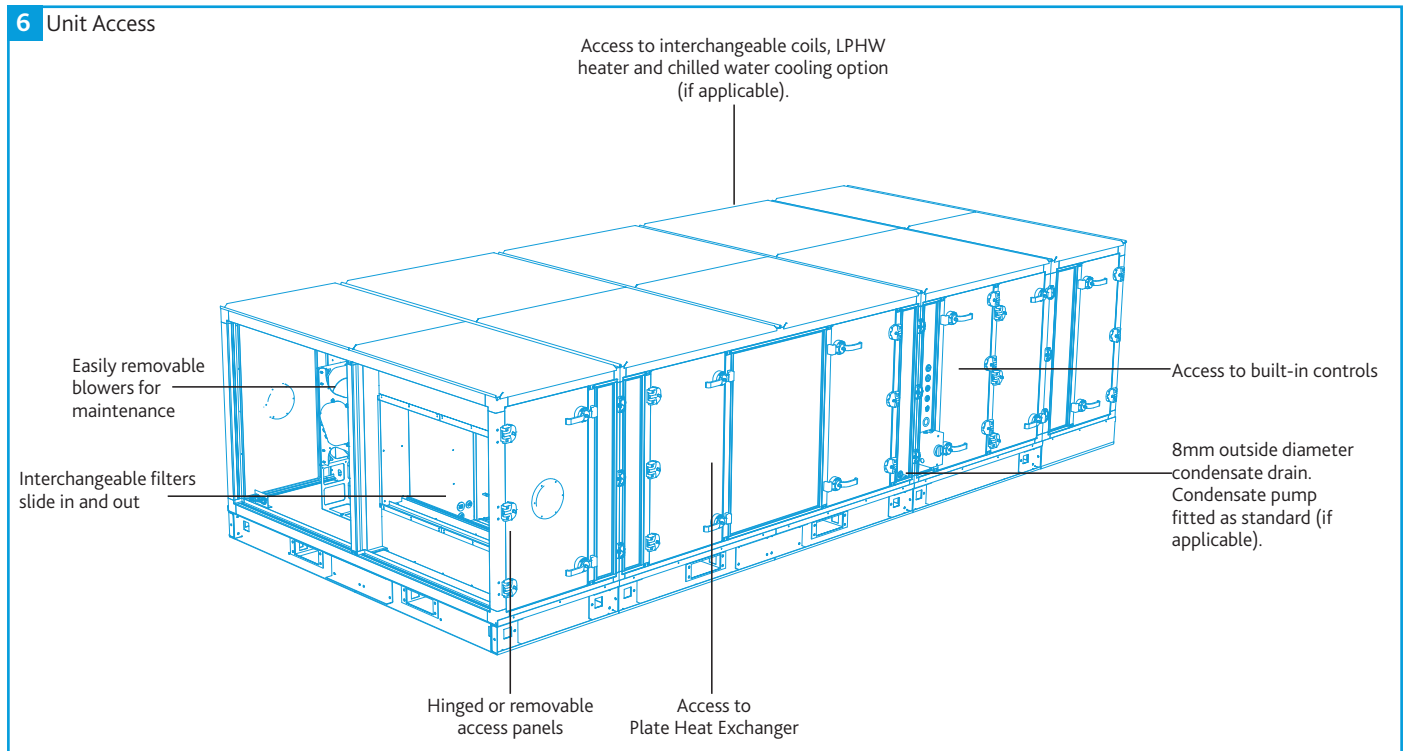 6 Unit Access
Access to interchangeable coils, LPHW
heater and chilled water cooling option
(if applicable).
Easily removable
blowers for
maintenance
Interchangeable filters
slide in and out
Access to built-in controls
8mm outside diameter
condensate drain.
Condensate pump
fitted as standard (if
applicable).
Hinged or removable
access panels
Access to
Plate Heat Exchanger